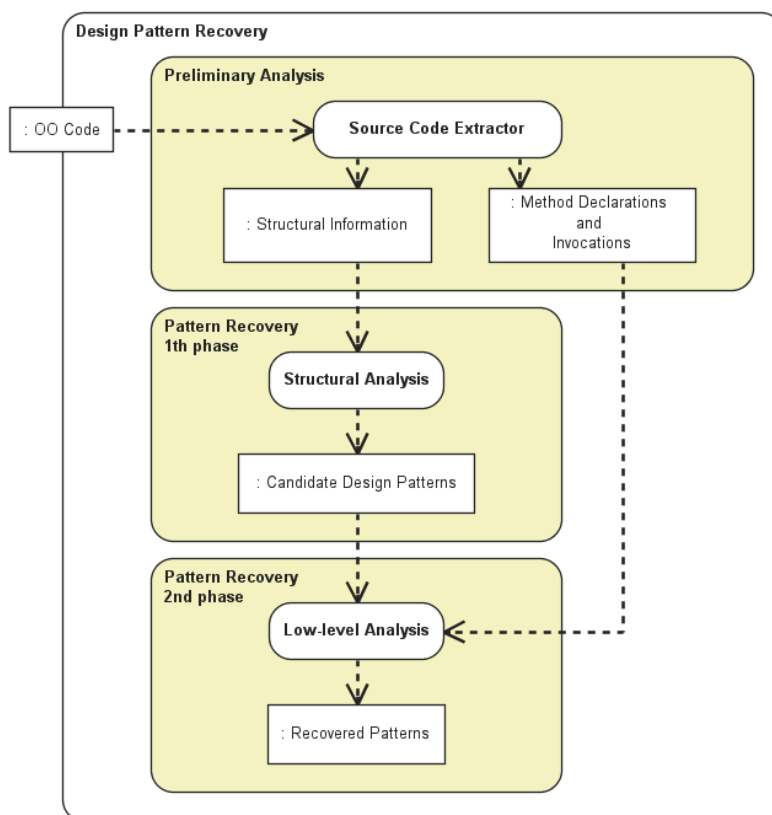 Design Pattern Recovery
Preliminary Analysis
: OO Code
Source Code Extractor
: Structural Information
: Method Declarations
and
Invocations
Pattern Recovery
1th phase
Structural Analysis
: Candidate Design Patterns
Pattern Recovery
2nd phase
Low-level Analysis
: Recovered Patterns